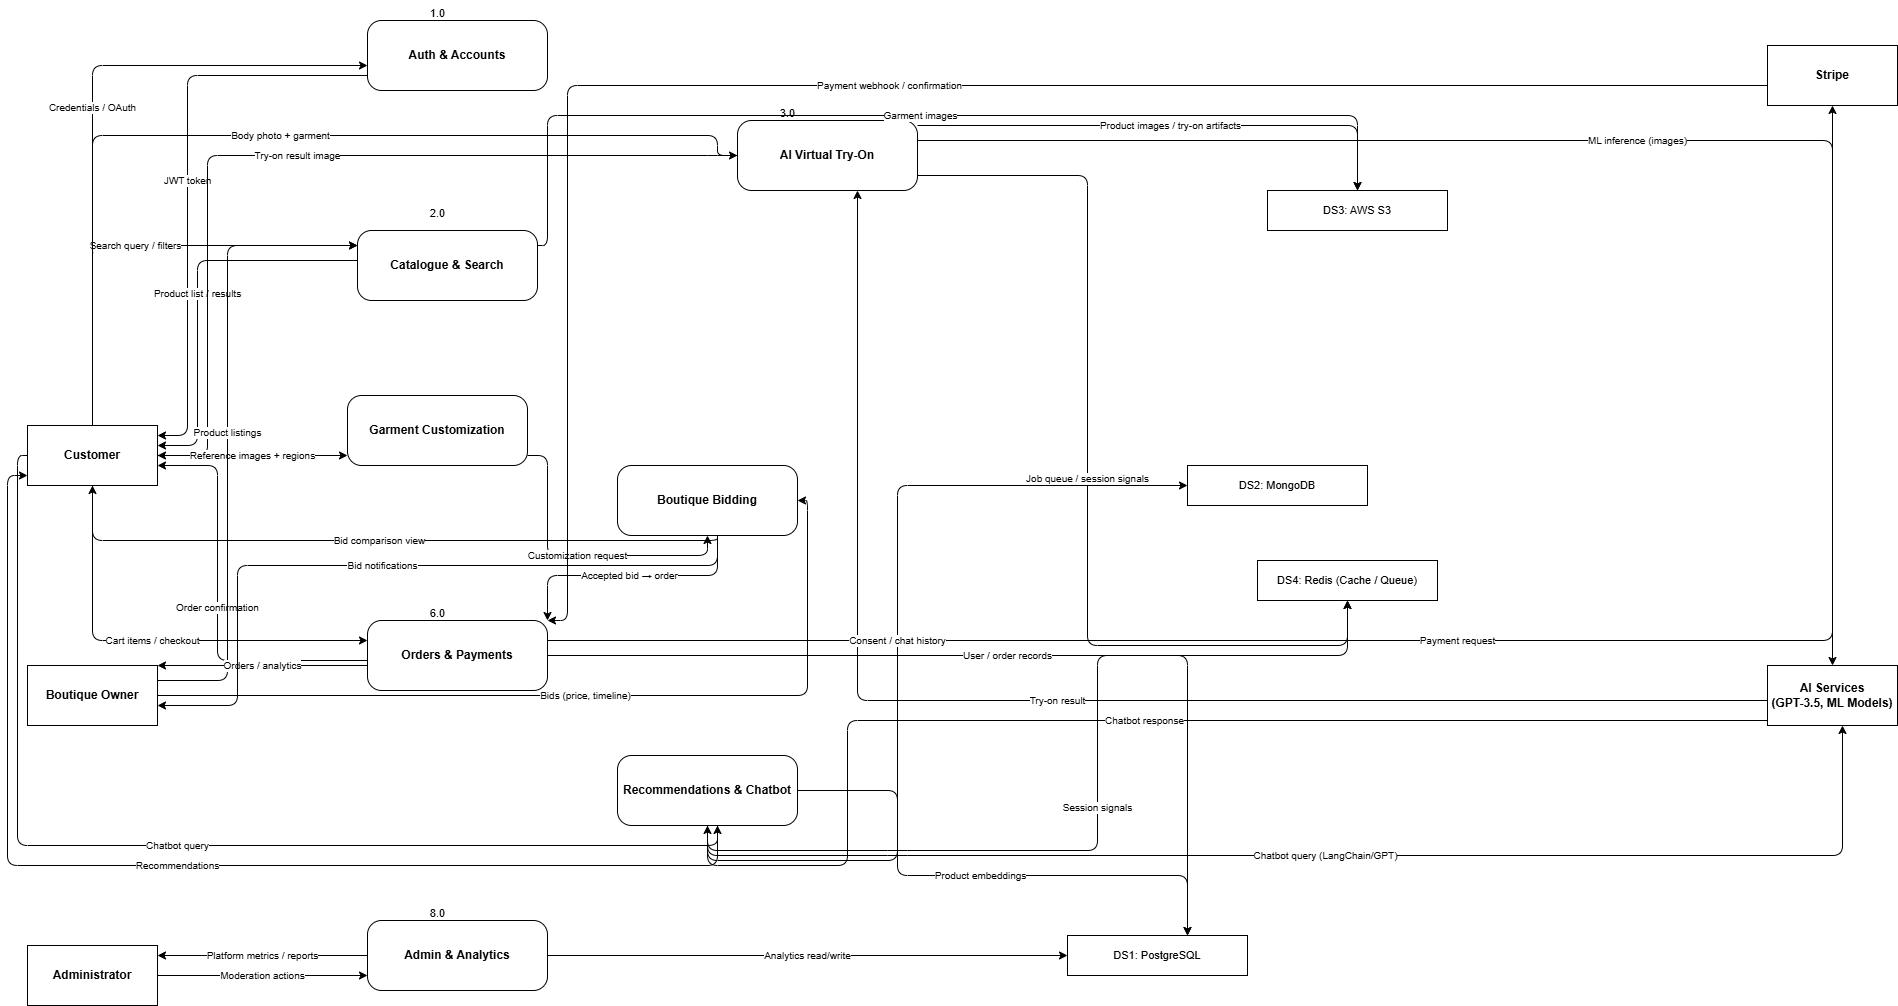 1.0
Auth & Accounts
Stripe
Payment webhook / confirmation
Credentials / OAuth
3.0
Garment images
Product images / try-on artifacts
Body photo + garment
ML inference (images)
Try-on result image
AI Virtual Try-On
JWT token
2.0
DS3: AWS S3
Search query / filters
Catalogue & Search
Product list / results
Garment Customization
Product listings
Customer
Reference images + regions
Job queue / session signals
DS2: MongoDB
Boutique Bidding
Bid comparison view
Customization request
Bid notifications
Accepted bid → order
DS4: Redis (Cache / Queue)
Order confirmation
6.0
Cart items / checkout
Consent / chat history
Payment request
Orders & Payments
User / order records
Orders / analytics
Boutique Owner
Bids (price, timeline)
Try-on result
AI Services
(GPT-3.5, ML Models)
Chatbot response
Recommendations & Chatbot
Session signals
Chatbot query
Chatbot query (LangChain/GPT)
Recommendations
Product embeddings
8.0
Platform metrics / reports
Admin & Analytics
Analytics read/write
DS1: PostgreSQL
Administrator
Moderation actions